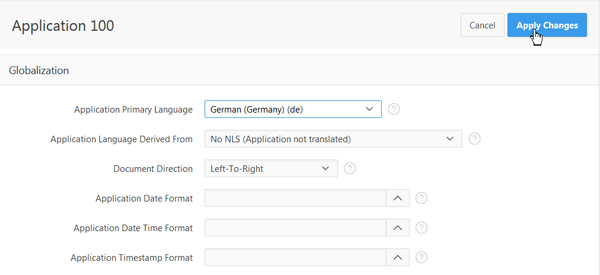 Application 100
Cancel
Apply Changes
Globalization
Application Primary Language
German (Germany) (de)
Application Language Derived From
No NLS (Application not translated)
Document Direction
Left-To-Right
Application Date Format
Application Date Time Format
Application Timestamp Format